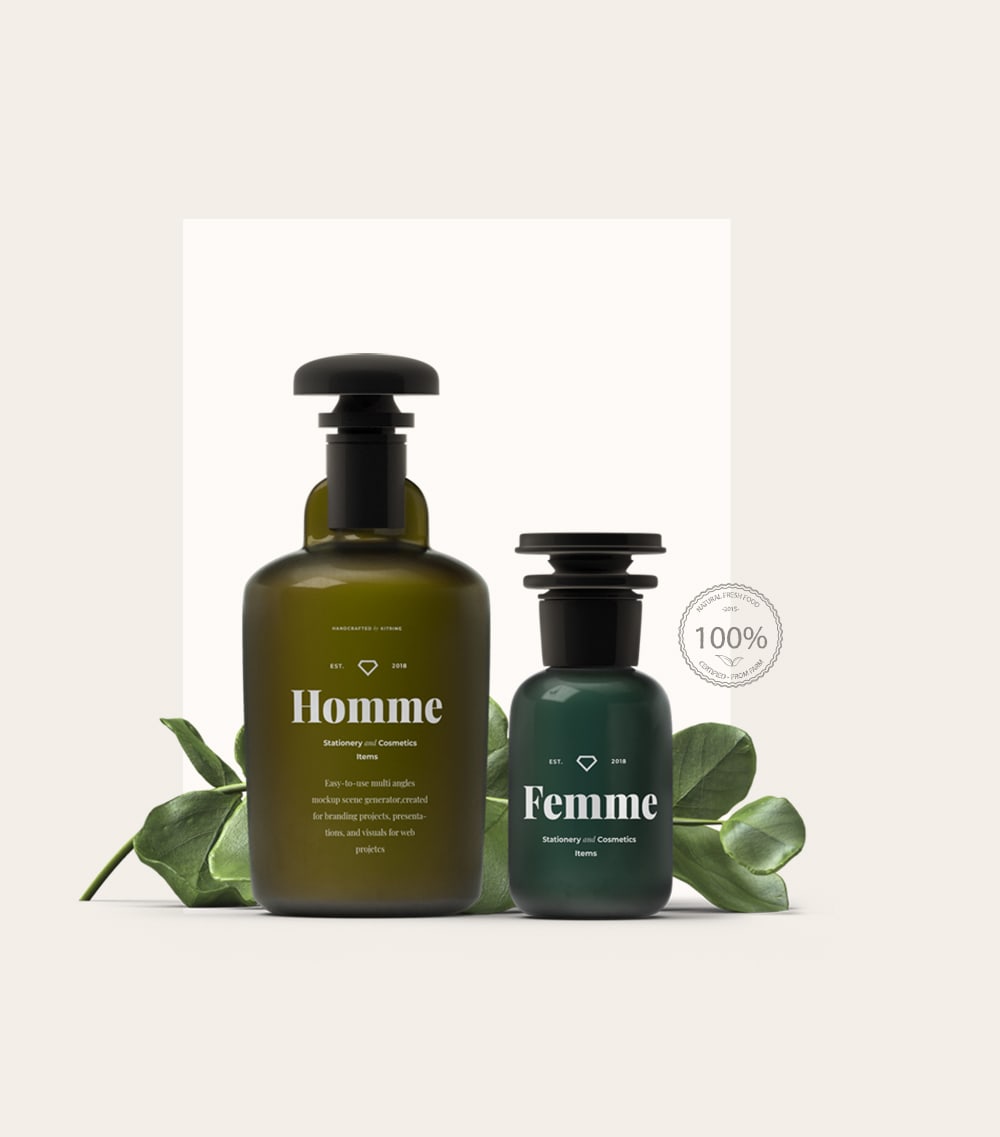 HANDCRAFTED by KITRINE
EST. 2018
Homme
Stationery and Cosmetics
Items
Easy-to-use multi angles
mockup scene generator,created
for branding projects, presenta-
tions, and visuals for web
projetcs
EST. 2018
Femme
Stationery and Cosmetics
Items
NATURAL FRESH FOOD
-2015-
100%
CERTIFIED - FROM FARM